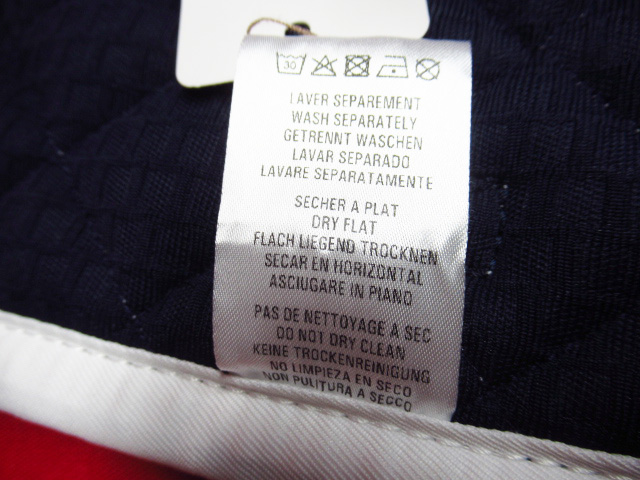 30
LAVER SEPAREMENT
WASH SEPARATELY
GETRENNT WASCHEN
LAVAR SEPARADO
LAVARE SEPARATAMENTE
SECHER A PLAT
DRY FLAT
FLACH LIEGEND TROCKNEN
SECAR EN HORIZONTAL
ASCIUGARE IN PIANO
PAS DE NETTOYAGE A SEC
DO NOT DRY CLEAN
KEINE TROCKENREINIGUNG
NO LIMPIEZA EN SECO
NON PULITURA A SECCO